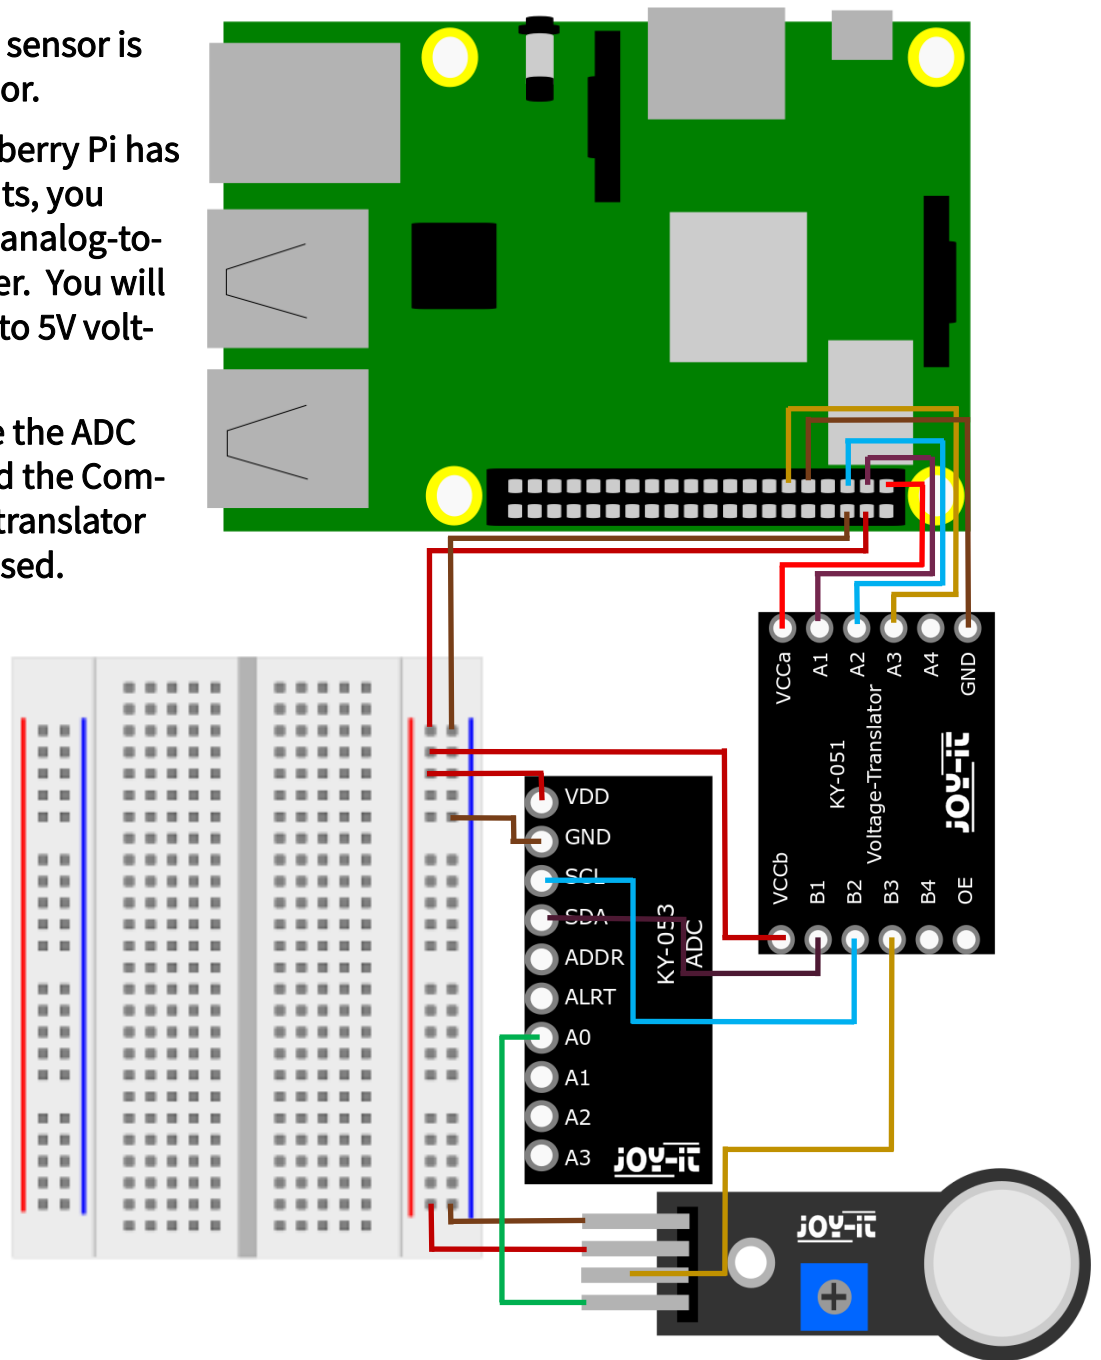 sensor is
or.
berry Pi has
ts, you
analog-to-
er. You will
to 5V volt-
e the ADC
d the Com-
translator
sed.
VCCa
A1
A2
A3
A4
GND
KY-051
Voltage-Translator
JOY-iT
VCCb
B1
B2
B3
B4
OE
VDD
GND
SCL
SDA
ADDR
ALRT
A0
A1
A2
A3
KY-053
ADC
JOY-iT
JOY-iT